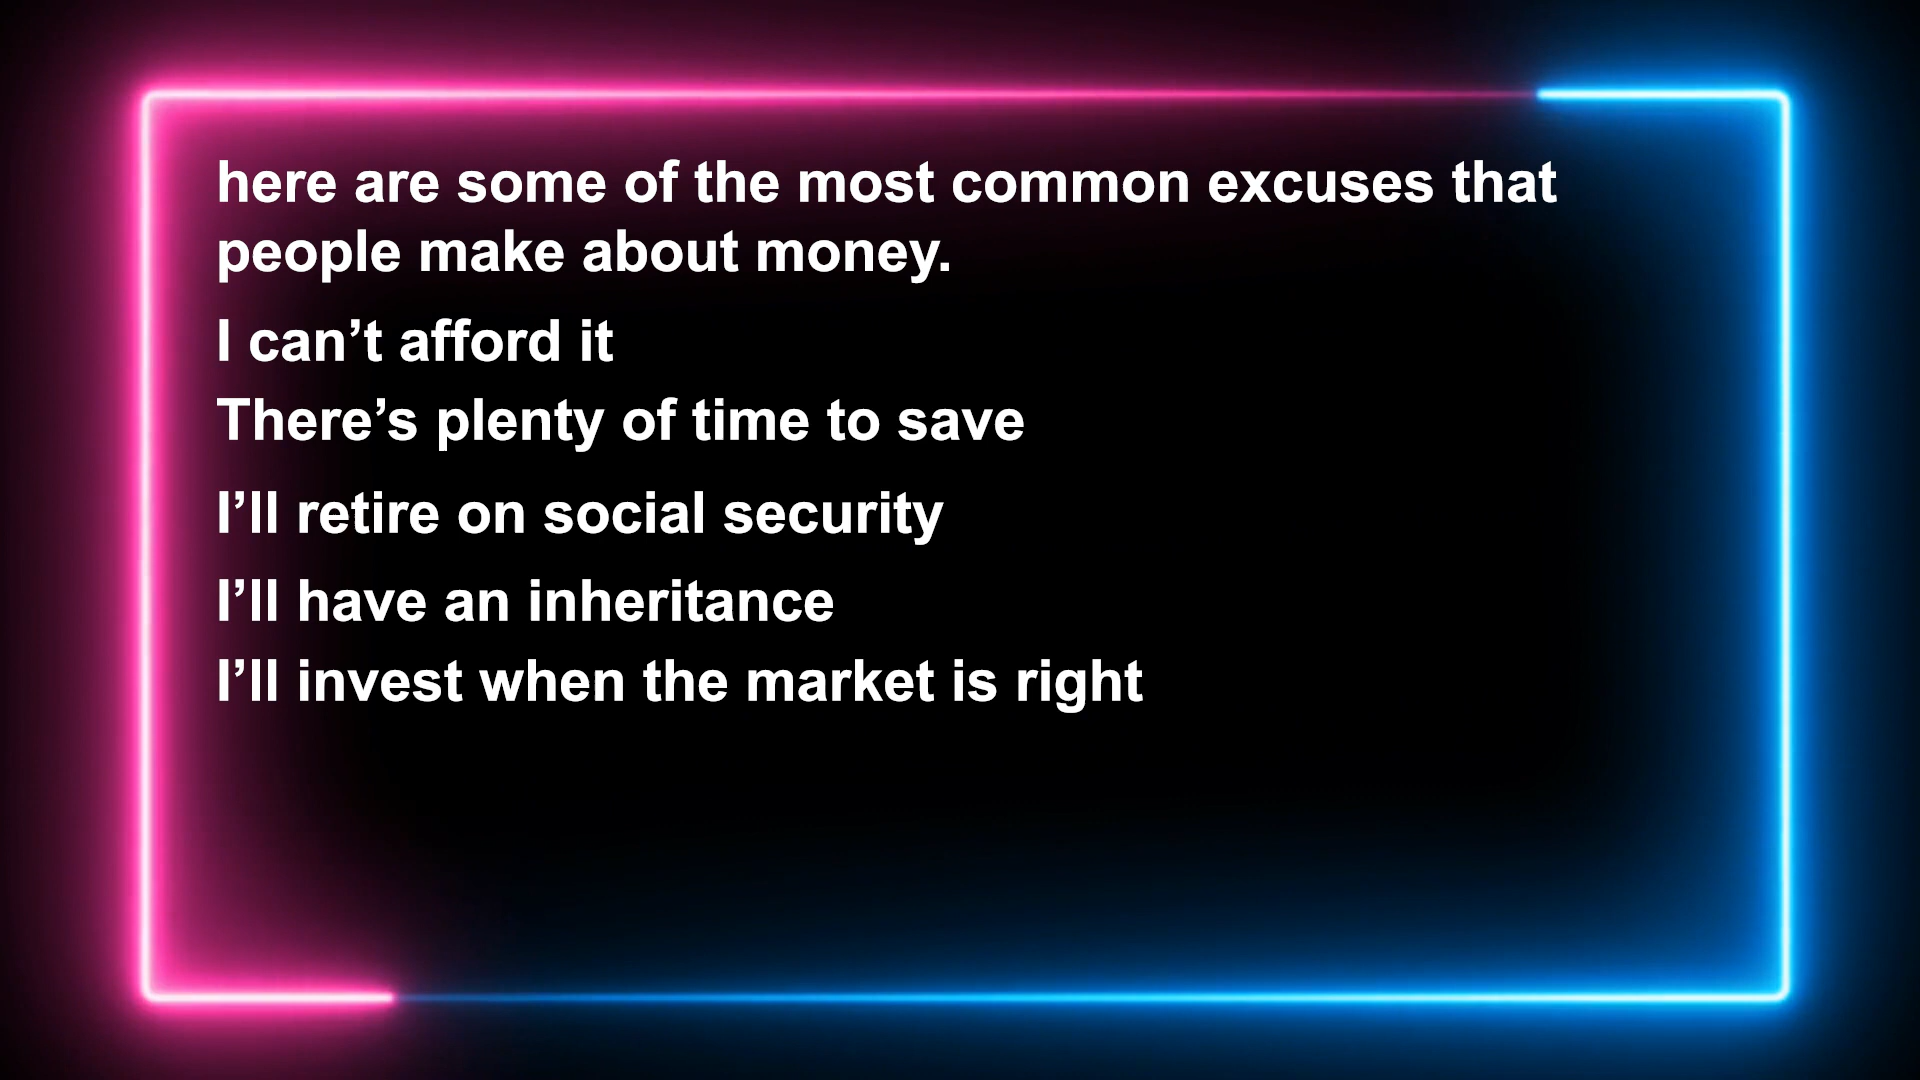 here are some of the most common excuses that
people make about money.
I can’t afford it
There’s plenty of time to save
I’ll retire on social security
I’ll have an inheritance
I’ll invest when the market is right